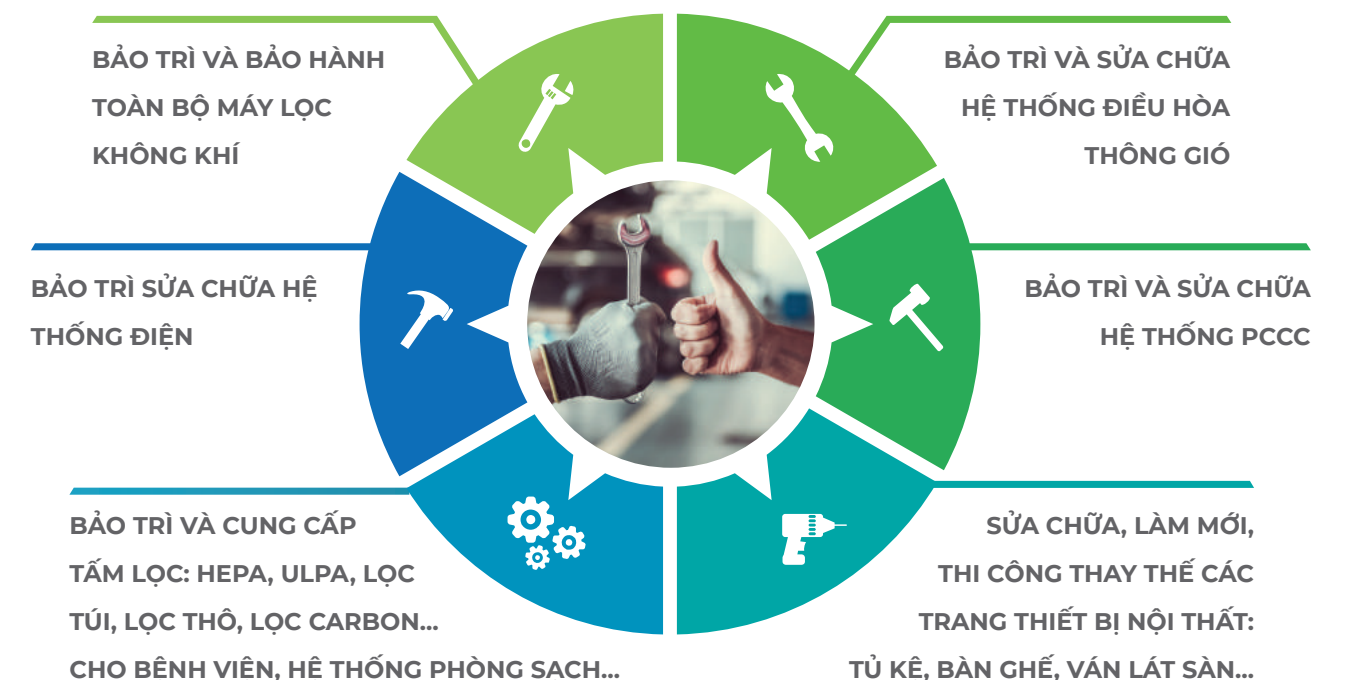 BẢO TRÌ VÀ BẢO HÀNH
TOÀN BỘ MÁY LỌC
KHÔNG KHÍ
BẢO TRÌ VÀ SỬA CHỮA
HỆ THỐNG ĐIỀU HÒA
THÔNG GIÓ
BẢO TRÌ SỬA CHỮA HỆ
THỐNG ĐIỆN
BẢO TRÌ VÀ SỬA CHỮA
HỆ THỐNG PCCC
BẢO TRÌ VÀ CUNG CẤP
TẤM LỌC: HEPA, ULPA, LỌC
TÚI, LỌC THÔ, LỌC CARBON...
CHO BỆNH VIỆN, HỆ THỐNG PHÒNG SẠCH...
SỬA CHỮA, LÀM MỚI,
THI CÔNG THAY THẾ CÁC
TRANG THIẾT BỊ NỘI THẤT:
TỦ KỆ, BÀN GHẾ, VÁN LÁT SÀN...